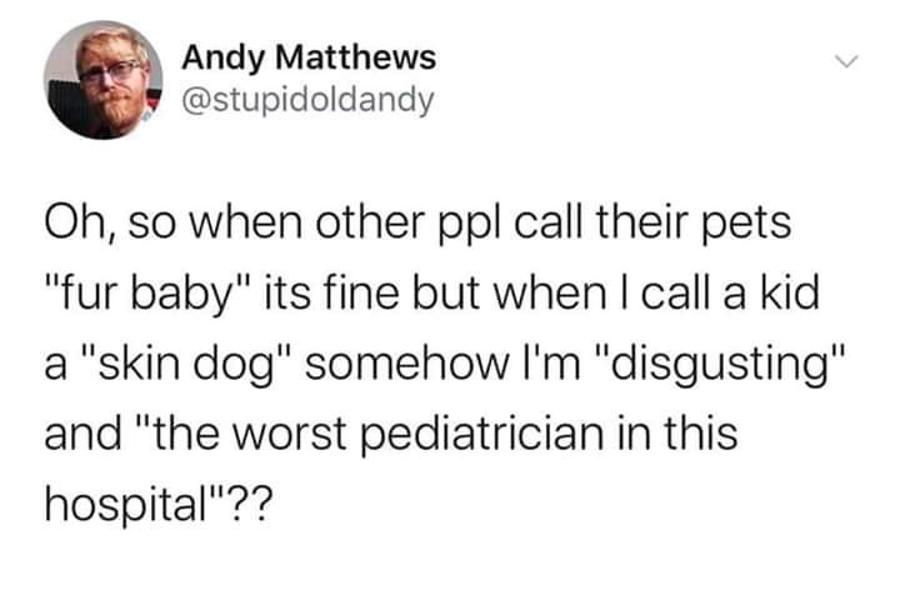 Andy Matthews
@stupidoldandy
Oh, so when other ppl call their pets
"fur baby" its fine but when I call a kid
a "skin dog" somehow I'm "disgusting"
and "the worst pediatrician in this
hospital"??